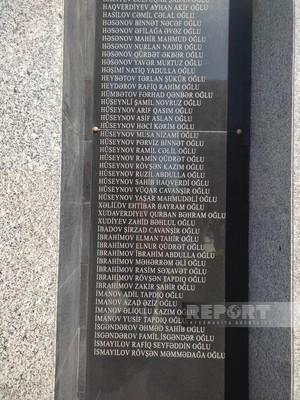 HAQVERDİYEV AYHAN AKİF OĞLU
HASİLOV CƏMİL CƏLAL OĞLU
HƏSƏNOV BİNNƏT NƏCƏF OĞLU
HƏSƏNOV ƏFİLAĞA ƏVƏZ OĞLU
HƏSƏNOV MAHİR MAHMUD OĞLU
HƏSƏNOV NURLAN NADİR OĞLU
HƏSƏNOV QÜRBƏT ƏKBƏR OĞLU
HƏSƏNOV YAVƏR MURTUZ OĞLU
HƏŞİMİ NATİQ YADULLA OĞLU
HEYBƏTOV TƏRLAN ŞÜKÜR OĞLU
HEYDƏROV RAFİQ RAHİM OĞLU
HÜMBƏTOV FƏRHAD QƏNBƏR OĞLU
HÜSEYNLİ ŞAMİL NOVRUZ OĞLU
HÜSEYNOV ARİF QASIM OĞLU
HÜSEYNOV ASİF ASLAN OĞLU
HÜSEYNOV HƏCİ KƏRİM OĞLU
HÜSEYNOV MUSA NİZAMİ OĞLU
HÜSEYNOV PƏRVİZ BİNNƏT OĞLU
HÜSEYNOV RAMİL CƏLİL OĞLU
HÜSEYNOV RAMİN QÜDRƏT OĞLU
HÜSEYNOV RÖVŞƏN KAZIM OĞLU
HÜSEYNOV RUZİL ABDULLA OĞLU
HÜSEYNOV SAHİB HAQVERDİ OĞLU
HÜSEYNOV VÜQAR CAVANŞİR OĞLU
HÜSEYNOV YAŞAR MAHMUDƏLİ OĞLU
XƏLİLOV EHTİBAR BAYRAM OĞLU
XUDAVERDİYEV QURBAN BƏHRAM OĞLU
XUDİYEV ZAHİD BƏHLUL OĞLU
İBADOV ŞİRZAD CAVANŞİR OĞLU
İBRAHİMOV ELMAN TAHİR OĞLU
İBRAHİMOV ELNUR QÜDRƏT OĞLU
İBRAHİMOV İBRAHİM ABDULLA OĞLU
İBRAHİMOV MƏHƏRRƏM ƏLİ OĞLU
İBRAHİMOV RASİM SƏXAVƏT OĞLU
İBRAHİMOV RÖVŞƏN TAPDIQ OĞLU
İBRAHİMOV ZAKİR SABİR OĞLU
İMANOV ADİL TAPDIQ OĞLU
İMANOV AZAD ƏZİZ OĞLU
İMANOV ƏLİQULU KAZIM OĞLU
İMANOV YUSİF TAPDIQ OĞLU
İSGƏNDƏROV ƏHMƏD SAHİB OĞLU
İSGƏNDƏROV FAMİL İSGƏNDƏR OĞLU
İSMAYILOV RAFİQ SEYFƏDDİN OĞLU
İSMAYILOV RÖVŞƏN MƏMMƏDAĞA OĞLU
REPORT